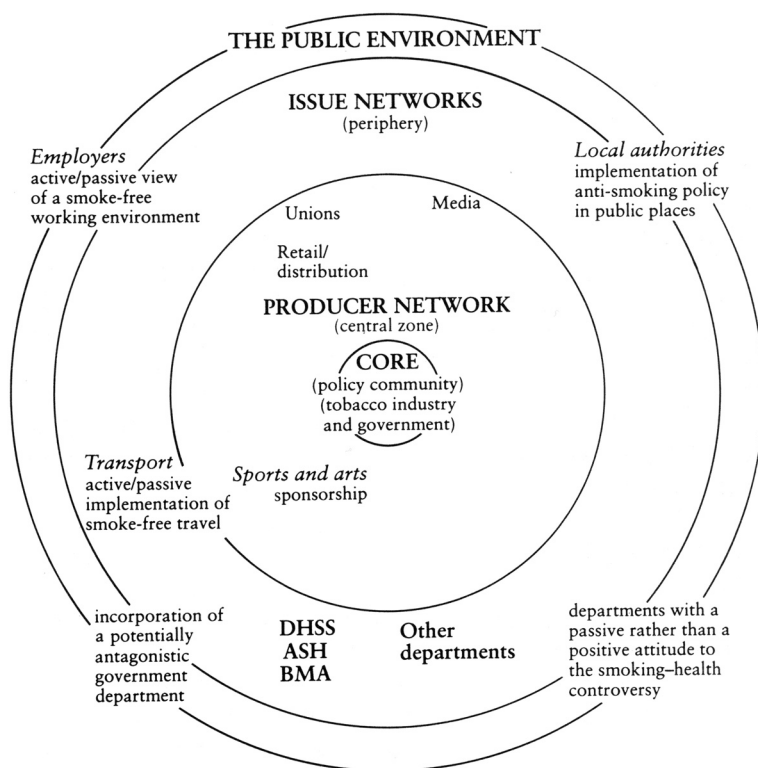 THE PUBLIC ENVIRONMENT
ISSUE NETWORKS
(periphery)
Employers
active/passive view
of a smoke-free
working environment
Local authorities
implementation of
anti-smoking policy
in public places
Unions
Media
Retail/
distribution
PRODUCER NETWORK
(central zone)
CORE
(policy community)
(tobacco industry
and government)
Transport
active/passive
implementation of
smoke-free travel
Sports and arts
sponsorship
incorporation of
a potentially
antagonistic
government
department
DHSS
ASH
BMA
Other
departments
departments with a
passive rather than a
positive attitude to
the smoking–health
controversy